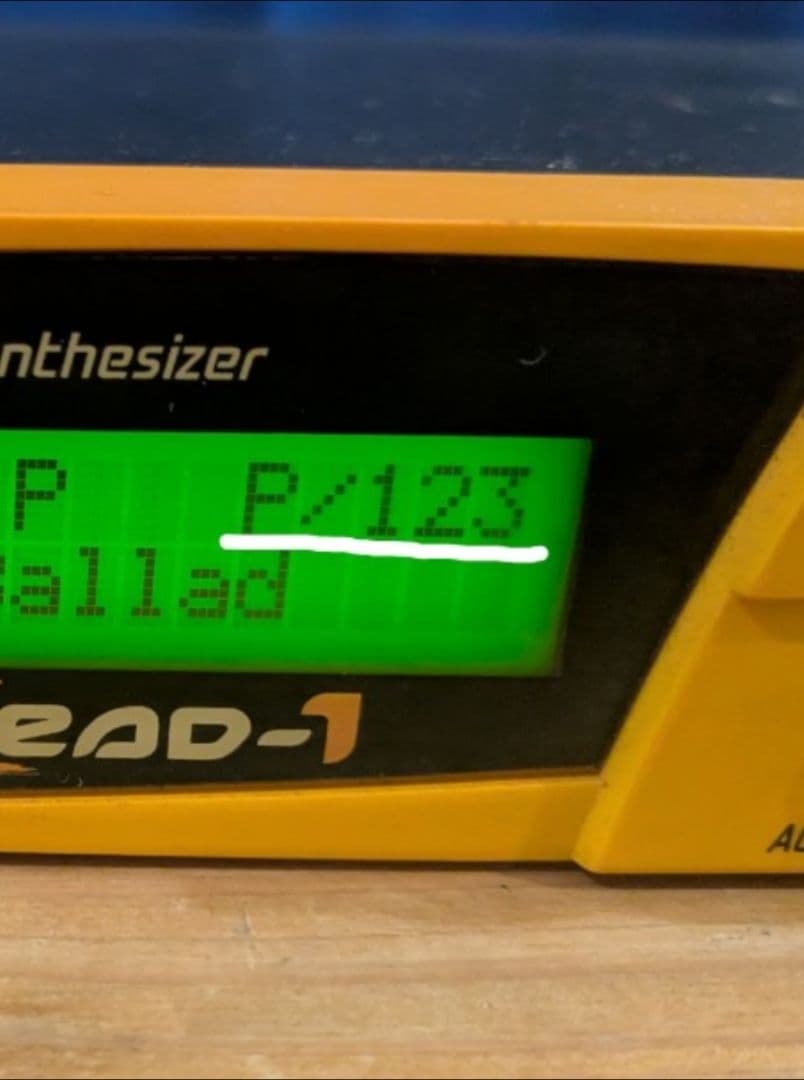 nthesizer
P P/123
allad
EAD-1